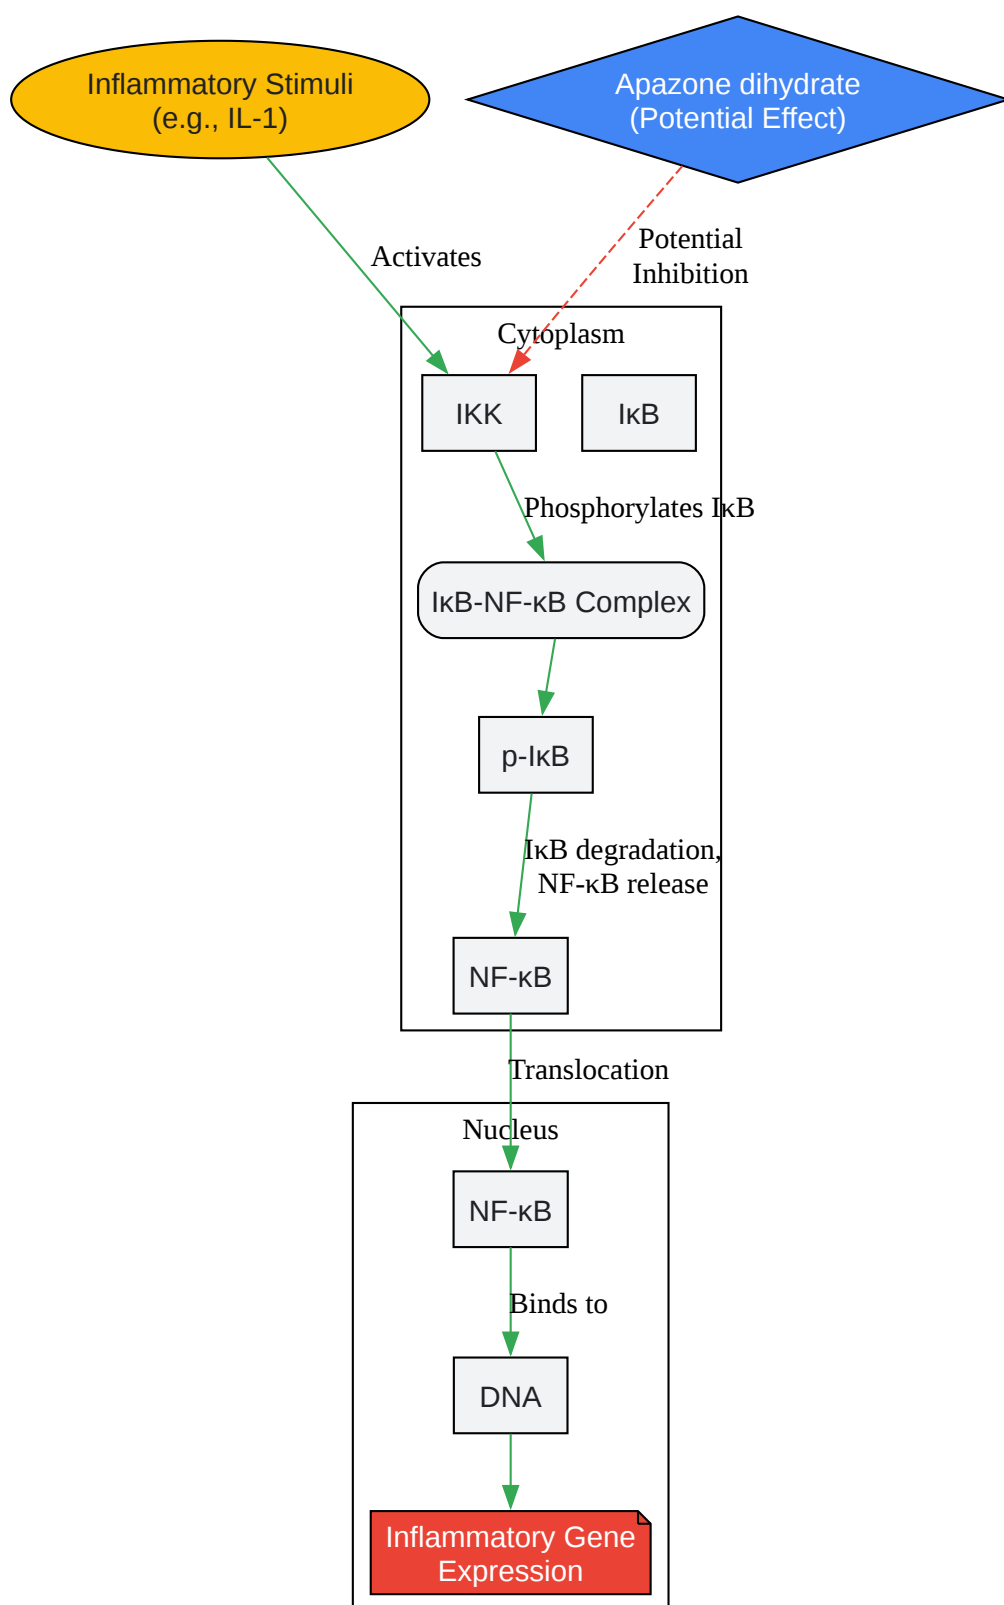 Inflammatory Stimuli
(e.g., IL-1)
Apazone dihydrate
(Potential Effect)
Activates
Potential
Inhibition
Cytoplasm
IKK
IκB
Phosphorylates IκB
IκB-NF-κB Complex
p-IκB
IκB degradation,
NF-κB release
NF-κB
Translocation
Nucleus
NF-κB
Binds to
DNA
Inflammatory Gene
Expression